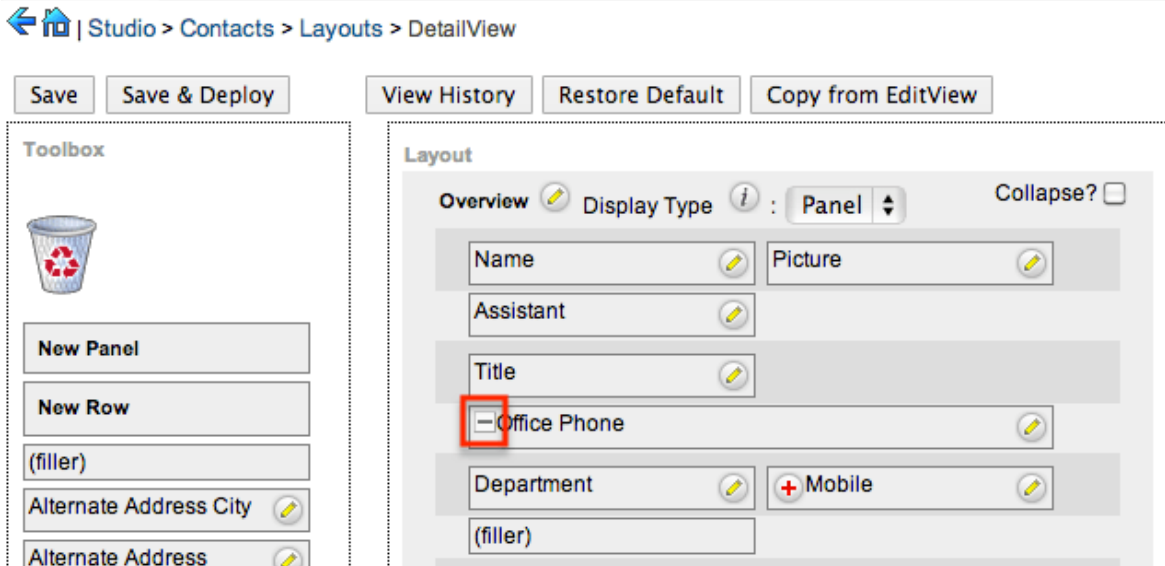 | Studio > Contacts > Layouts > DetailView
Save Save & Deploy View History Restore Default Copy from EditView
Toolbox
New Panel
New Row
(filler)
Alternate Address City
Alternate Address
Layout
Overview Display Type i : Panel Collapse?
Name Picture
Assistant
Title
Office Phone
Department Mobile
(filler)